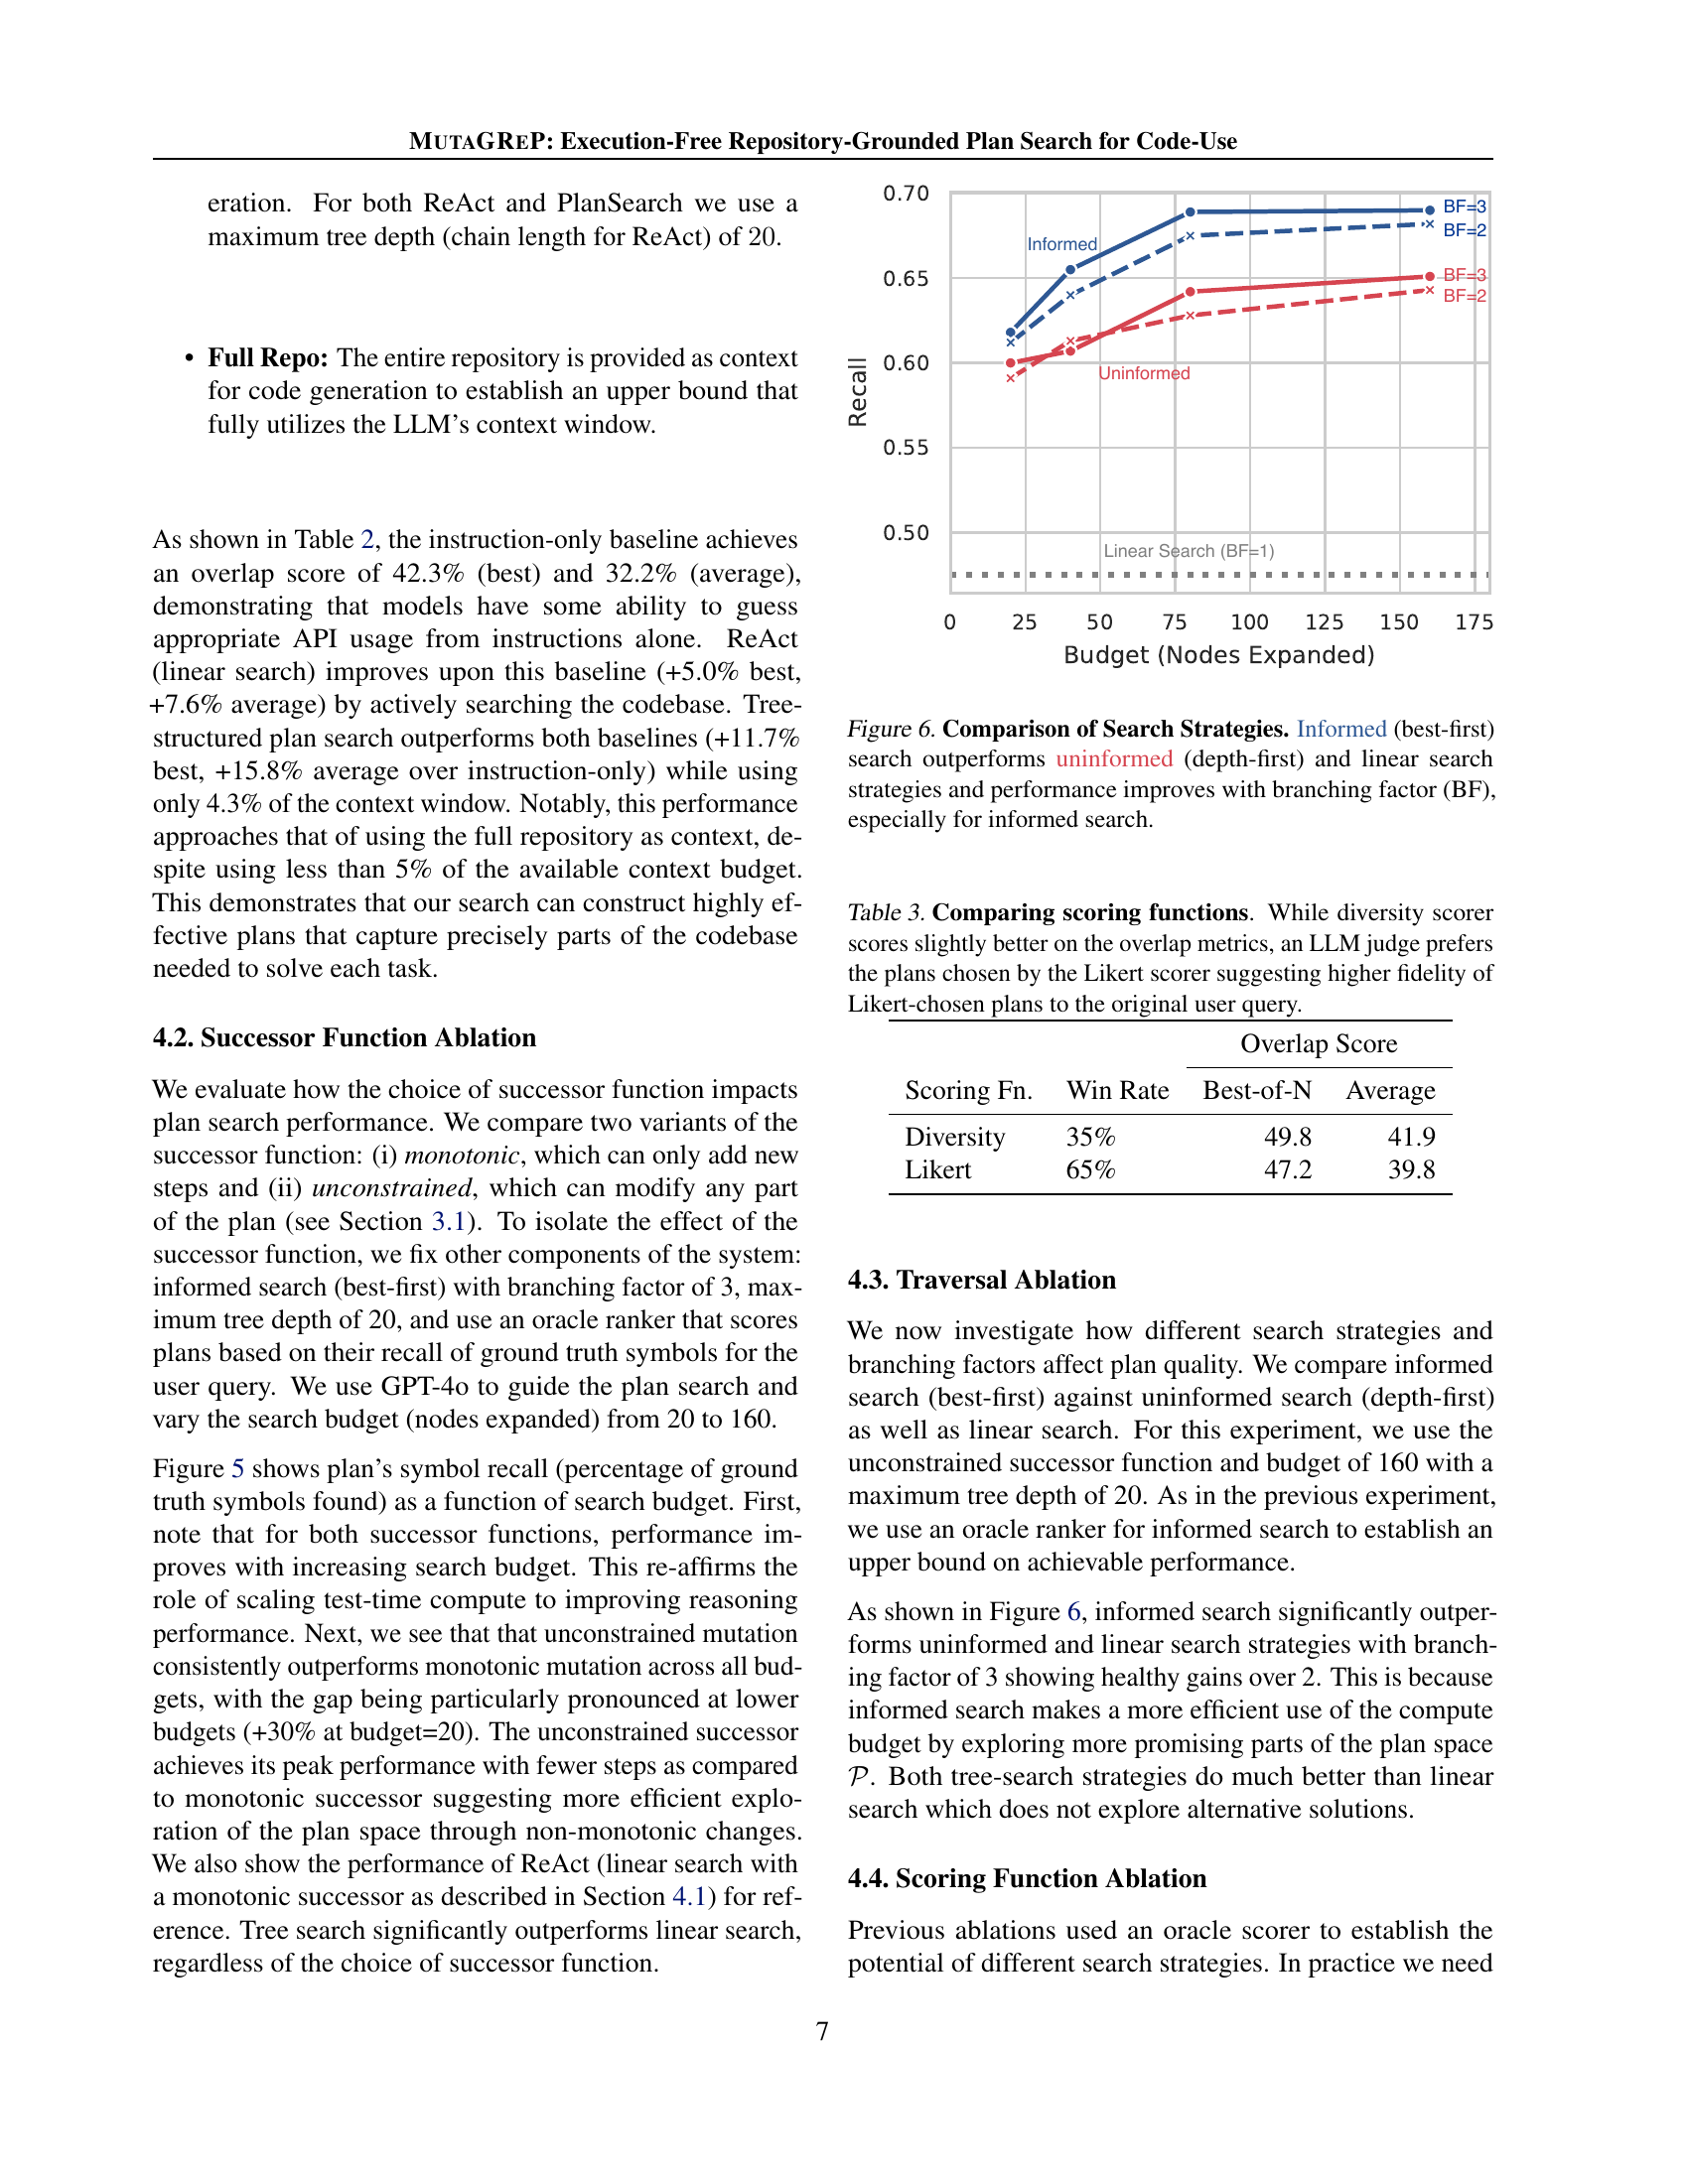 MUTAGREP: Execution-Free Repository-Grounded Plan Search for Code-Use
eration. For both ReAct and PlanSearch we use a
maximum tree depth (chain length for ReAct) of 20.
• Full Repo: The entire repository is provided as context
for code generation to establish an upper bound that
fully utilizes the LLM's context window.
As shown in Table 2, the instruction-only baseline achieves
an overlap score of 42.3% (best) and 32.2% (average),
demonstrating that models have some ability to guess
appropriate API usage from instructions alone. ReAct
(linear search) improves upon this baseline (+5.0% best,
+7.6% average) by actively searching the codebase. Tree-
structured plan search outperforms both baselines (+11.7%
best, +15.8% average over instruction-only) while using
only 4.3% of the context window. Notably, this performance
approaches that of using the full repository as context, de-
spite using less than 5% of the available context budget.
This demonstrates that our search can construct highly ef-
fective plans that capture precisely parts of the codebase
needed to solve each task.
4.2. Successor Function Ablation
We evaluate how the choice of successor function impacts
plan search performance. We compare two variants of the
successor function: (i) monotonic, which can only add new
steps and (ii) unconstrained, which can modify any part
of the plan (see Section 3.1). To isolate the effect of the
successor function, we fix other components of the system:
informed search (best-first) with branching factor of 3, max-
imum tree depth of 20, and use an oracle ranker that scores
plans based on their recall of ground truth symbols for the
user query. We use GPT-4o to guide the plan search and
vary the search budget (nodes expanded) from 20 to 160.
Figure 5 shows plan's symbol recall (percentage of ground
truth symbols found) as a function of search budget. First,
note that for both successor functions, performance im-
proves with increasing search budget. This re-affirms the
role of scaling test-time compute to improving reasoning
performance. Next, we see that that unconstrained mutation
consistently outperforms monotonic mutation across all bud-
gets, with the gap being particularly pronounced at lower
budgets (+30% at budget=20). The unconstrained successor
achieves its peak performance with fewer steps as compared
to monotonic successor suggesting more efficient explo-
ration of the plan space through non-monotonic changes.
We also show the performance of ReAct (linear search with
a monotonic successor as described in Section 4.1) for ref-
erence. Tree search significantly outperforms linear search,
regardless of the choice of successor function.
0.70
0.65
0.60
0.55
0.50
Recall
Informed
BF=3
BF=2
BF=3
BF=2
Uninformed
Linear Search (BF=1)
0 25 50 75 100 125 150 175
Budget (Nodes Expanded)
Figure 6. Comparison of Search Strategies. Informed (best-first)
search outperforms uninformed (depth-first) and linear search
strategies and performance improves with branching factor (BF),
especially for informed search.
Table 3. Comparing scoring functions. While diversity scorer
scores slightly better on the overlap metrics, an LLM judge prefers
the plans chosen by the Likert scorer suggesting higher fidelity of
Likert-chosen plans to the original user query.
Overlap Score
Scoring Fn. Win Rate Best-of-N Average
Diversity 35% 49.8 41.9
Likert 65% 47.2 39.8
4.3. Traversal Ablation
We now investigate how different search strategies and
branching factors affect plan quality. We compare informed
search (best-first) against uninformed search (depth-first)
as well as linear search. For this experiment, we use the
unconstrained successor function and budget of 160 with a
maximum tree depth of 20. As in the previous experiment,
we use an oracle ranker for informed search to establish an
upper bound on achievable performance.
As shown in Figure 6, informed search significantly outper-
forms uninformed and linear search strategies with branch-
ing factor of 3 showing healthy gains over 2. This is because
informed search makes a more efficient use of the compute
budget by exploring more promising parts of the plan space
𝒫. Both tree-search strategies do much better than linear
search which does not explore alternative solutions.
4.4. Scoring Function Ablation
Previous ablations used an oracle scorer to establish the
potential of different search strategies. In practice we need
7